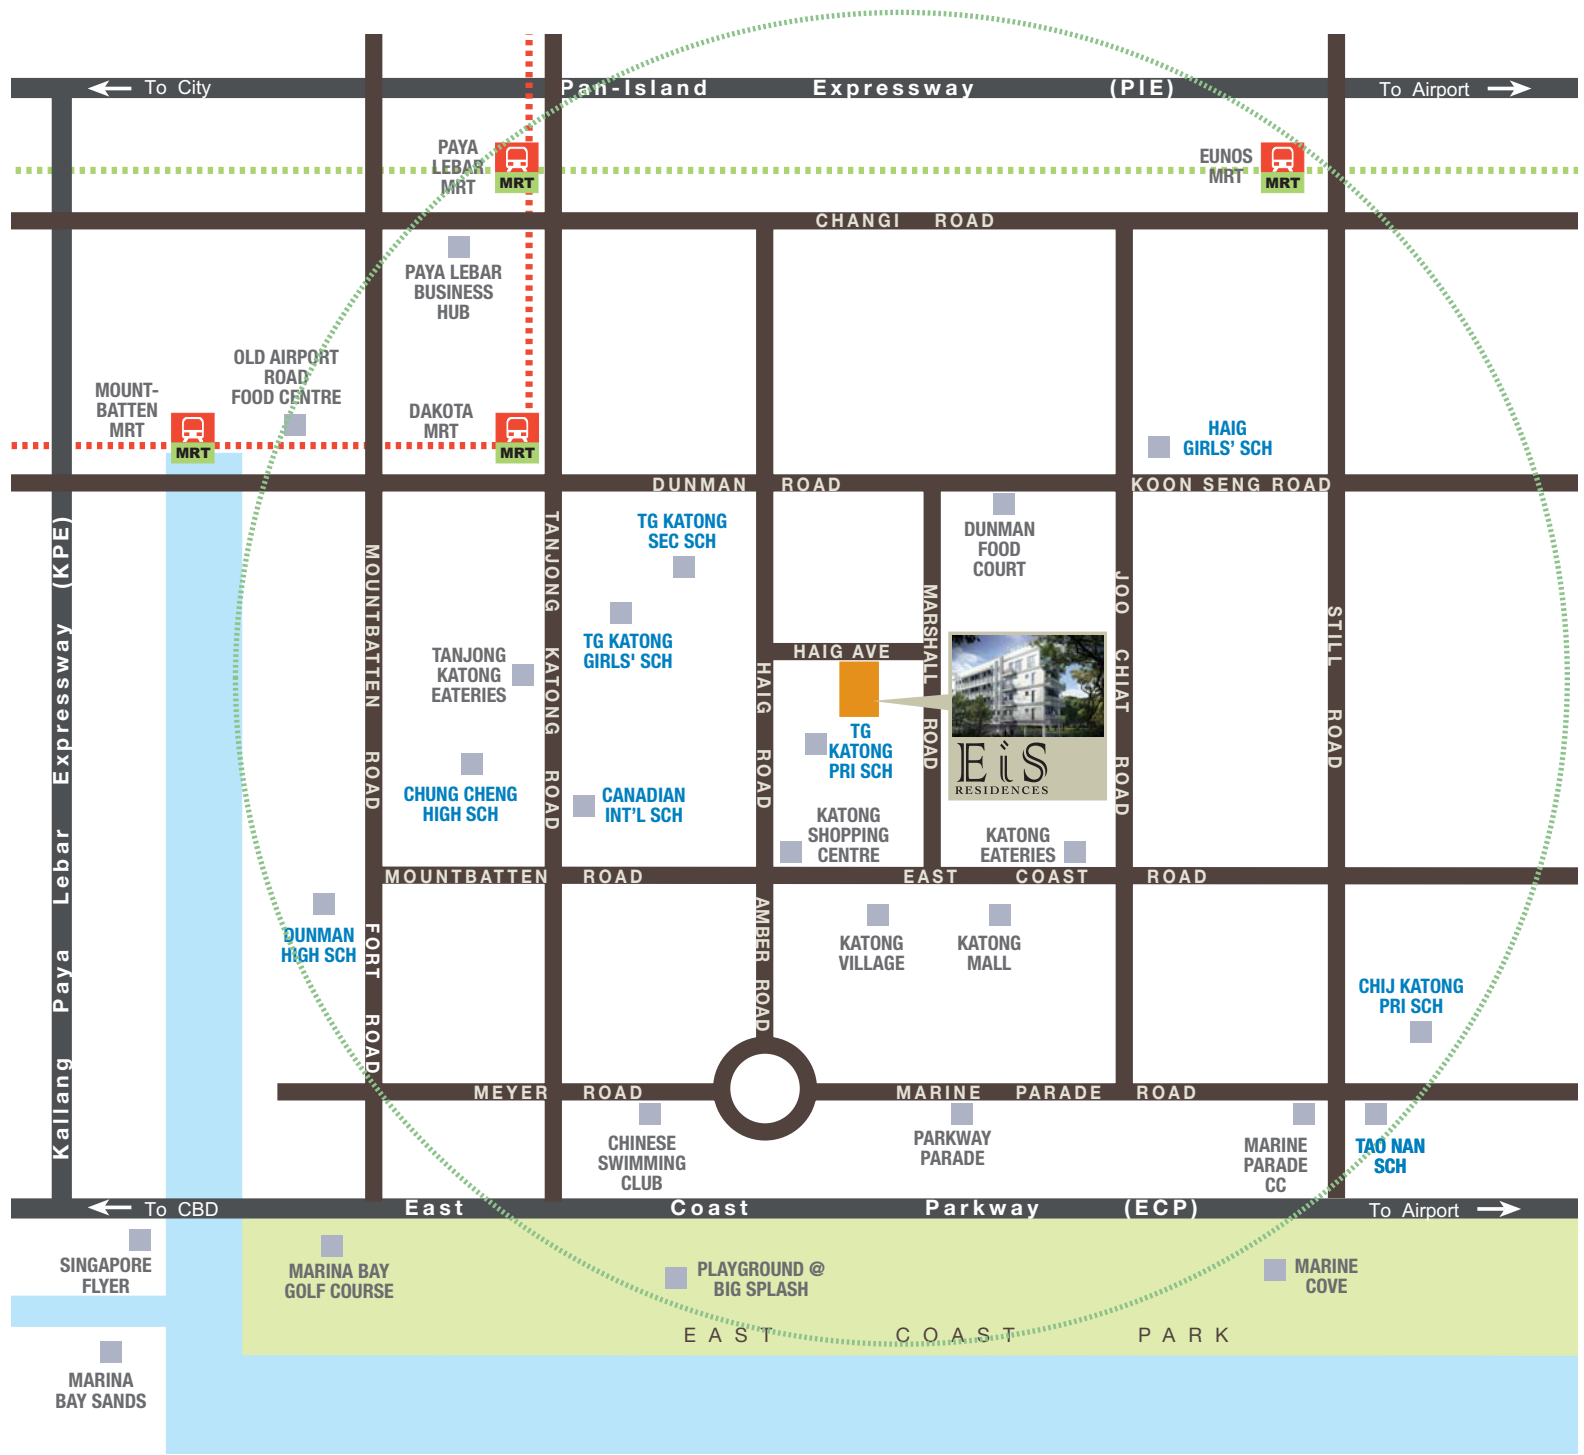 To City
Pan-Island Expressway (PIE)
To Airport
PAYA
LEBAR
MRT
MRT
EUNOS
MRT
MRT
CHANGI ROAD
PAYA LEBAR
BUSINESS
HUB
OLD AIRPORT
ROAD
FOOD CENTRE
MOUNT-
BATTEN
MRT
MRT
DAKOTA
MRT
MRT
HAIG
GIRLS' SCH
DUNMAN ROAD
KOON SENG ROAD
Kallang Paya Lebar Expressway (KPE)
MOUNTBATTEN ROAD
TANJONG KATONG ROAD
TG KATONG
SEC SCH
DUNMAN
FOOD
COURT
MARSHALL ROAD
JOO CHIAT ROAD
STILL ROAD
TG KATONG
GIRLS' SCH
TANJONG
KATONG
EATERIES
HAIG AVE
HAIG ROAD
TG
KATONG
PRI SCH
EiS
RESIDENCES
CHUNG CHENG
HIGH SCH
CANADIAN
INT'L SCH
KATONG
SHOPPING
CENTRE
KATONG
EATERIES
MOUNTBATTEN ROAD
EAST COAST ROAD
DUNMAN
HIGH SCH
FORT ROAD
AMBER ROAD
KATONG
VILLAGE
KATONG
MALL
CHIJ KATONG
PRI SCH
MEYER ROAD
MARINE PARADE ROAD
CHINESE
SWIMMING
CLUB
PARKWAY
PARADE
MARINE
PARADE
CC
TAO NAN
SCH
To CBD
East Coast Parkway (ECP)
To Airport
SINGAPORE
FLYER
MARINA BAY
GOLF COURSE
PLAYGROUND @
BIG SPLASH
MARINE
COVE
EAST COAST PARK
MARINA
BAY SANDS